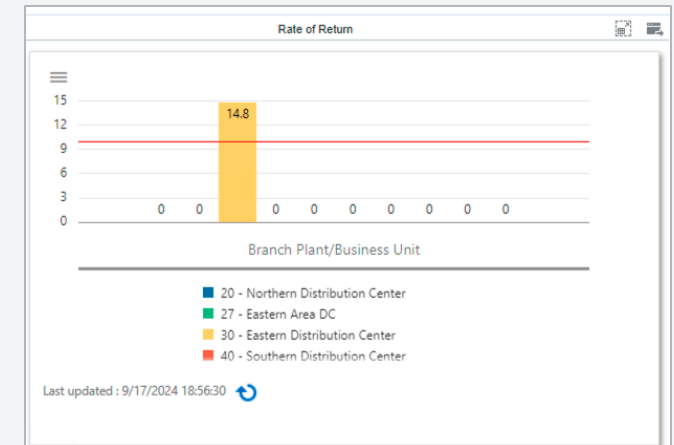 Rate of Return
15
14.8
12
9
6
3
0 0 0 0 0 0 0 0 0
0
Branch Plant/Business Unit
20 - Northern Distribution Center
27 - Eastern Area DC
30 - Eastern Distribution Center
40 - Southern Distribution Center
Last updated : 9/17/2024 18:56:30